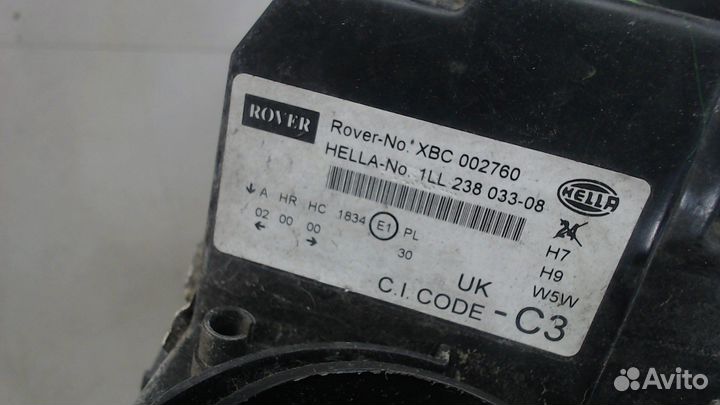 ROVER
Rover-No. XBC 002760
HELLA-No. 1LL 238 033-08
HELLA
A HR HC 1834 E1 PL
02 00 00 30
24
H7
H9
W5W
UK
C.I. CODE - C3
Avito